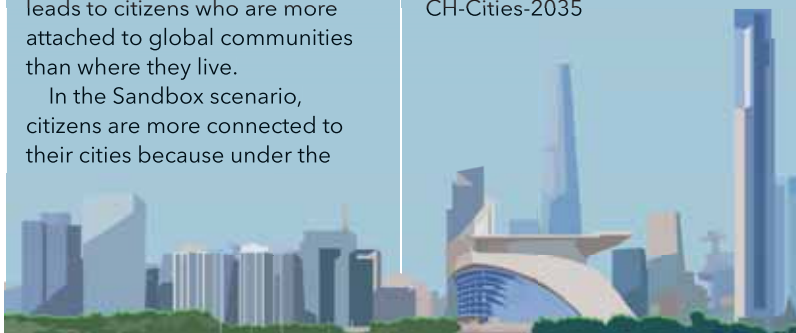 leads to citizens who are more
attached to global communities
than where they live.
In the Sandbox scenario,
citizens are more connected to
their cities because under the
CH-Cities-2035